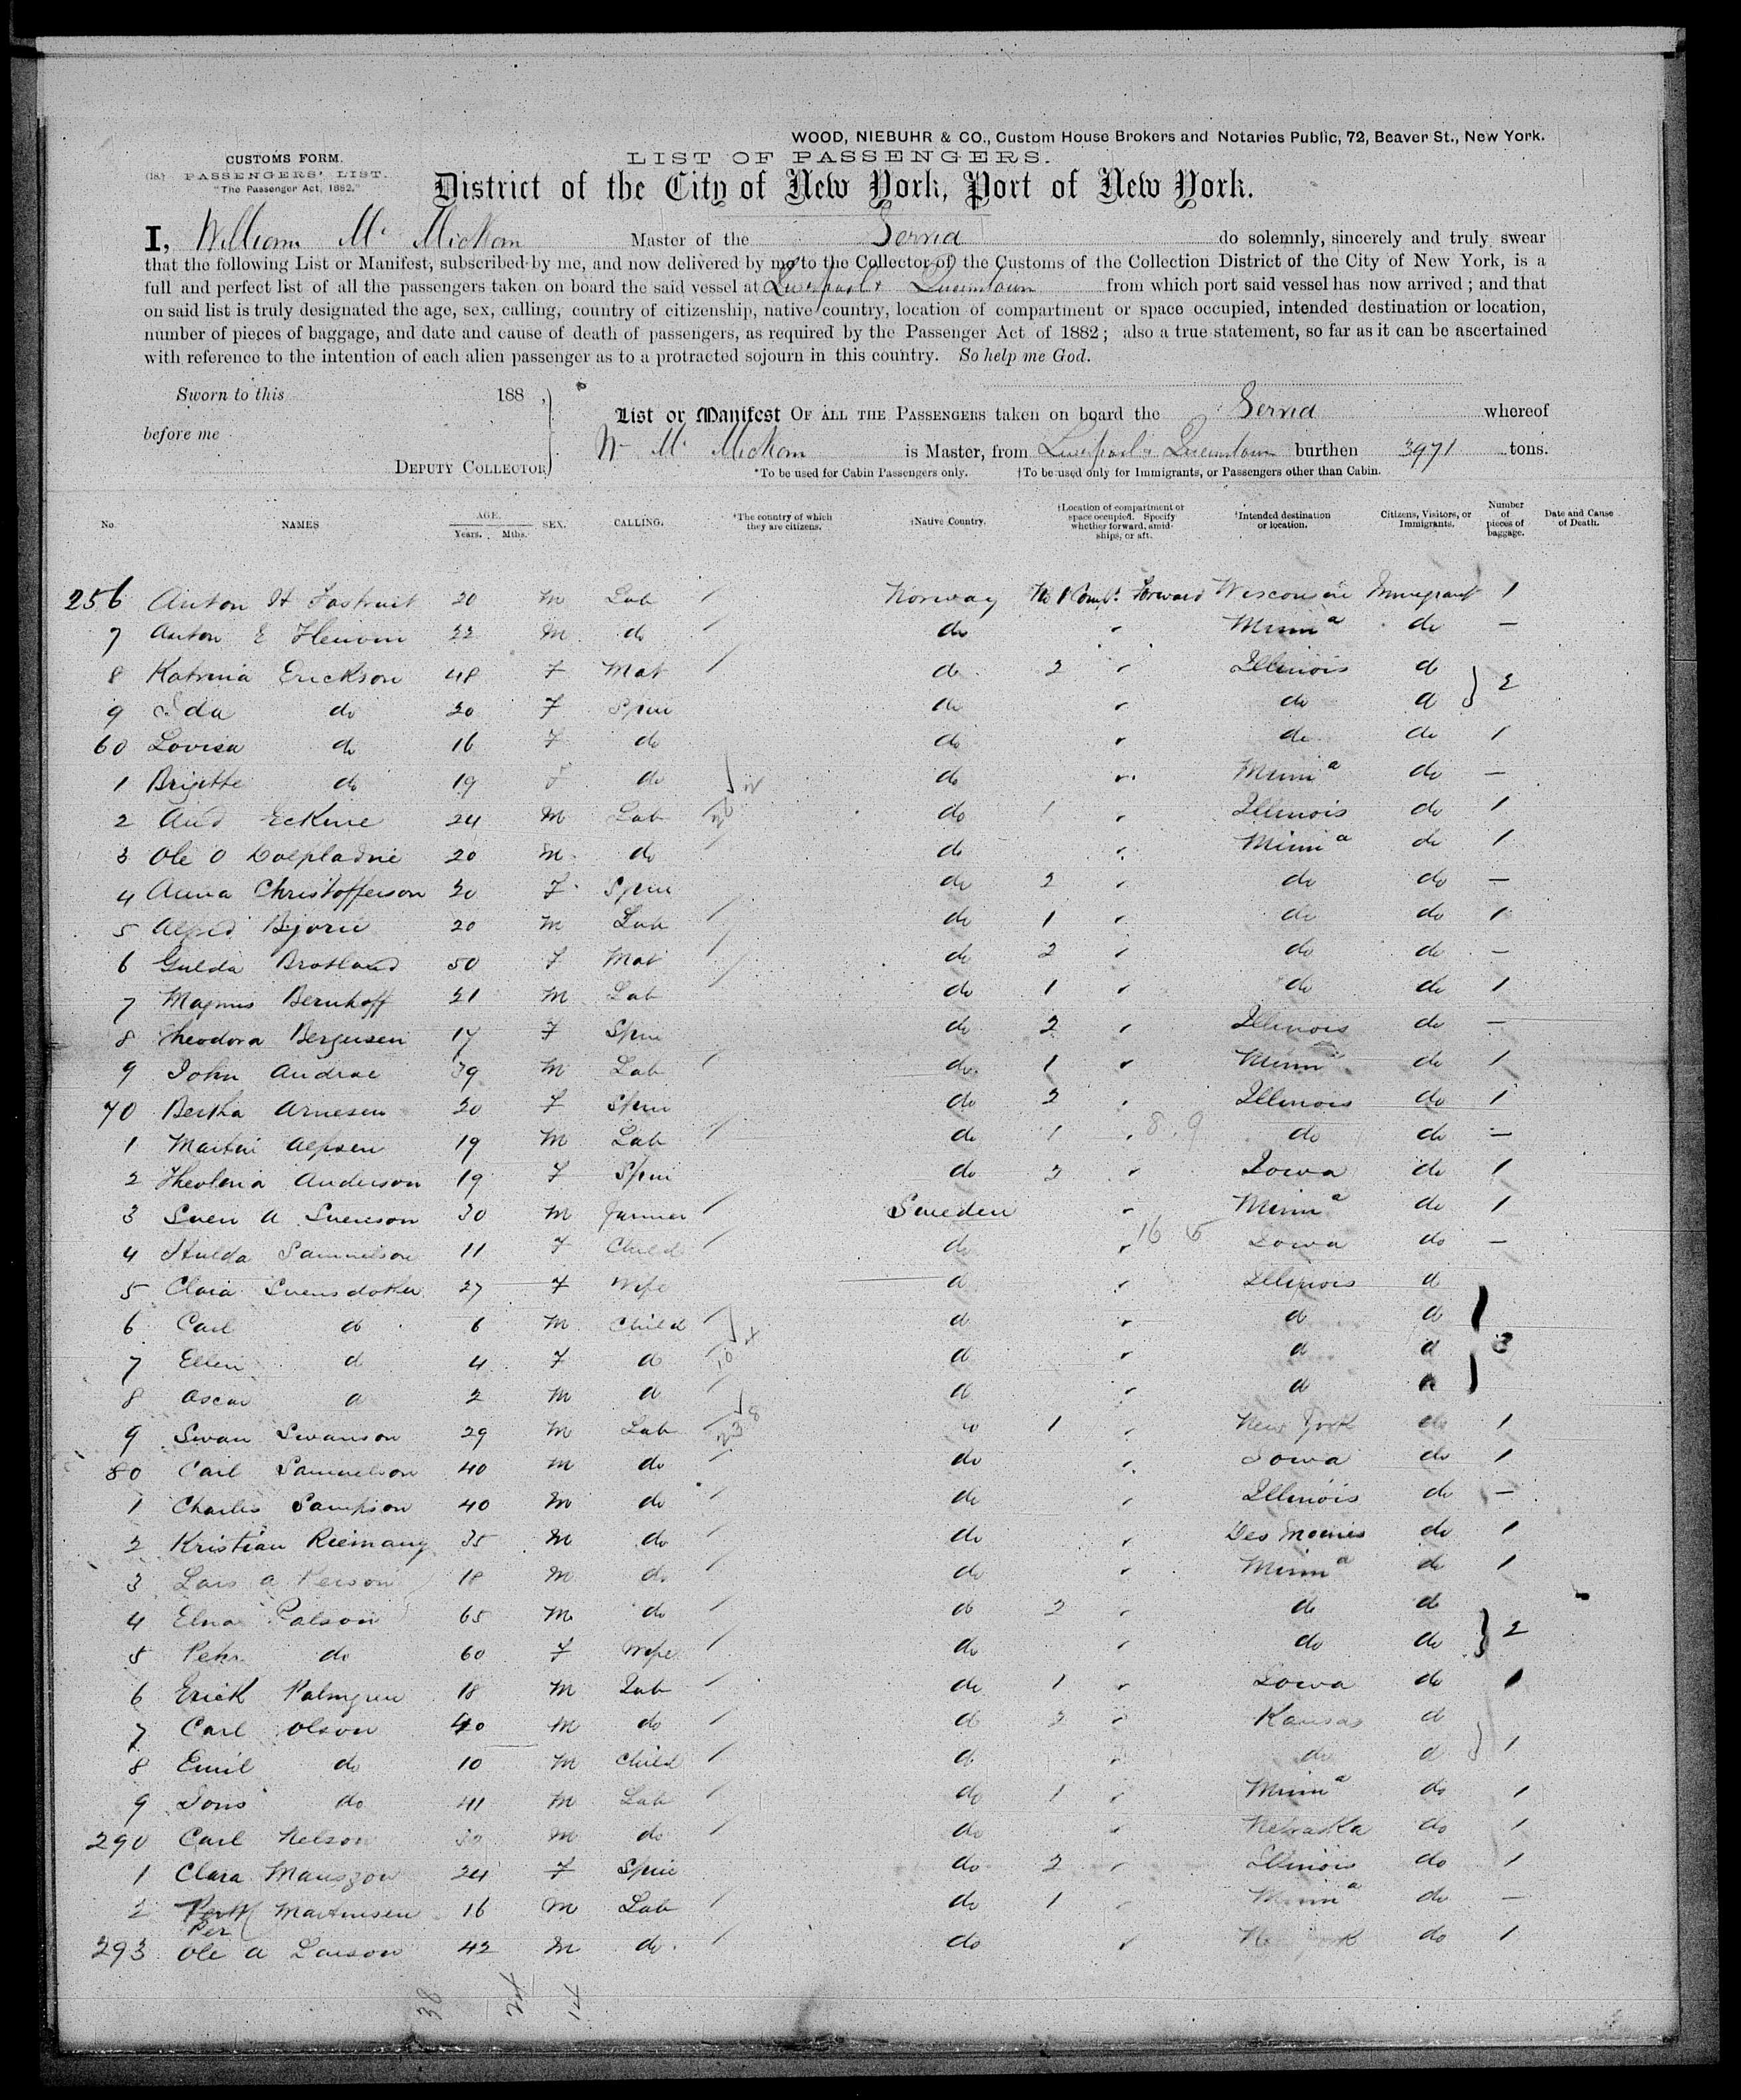 WOOD, NIEBUHR & CO., Custom House Brokers and Notaries Public, 72, Beaver St., New York.
CUSTOMS FORM.
(18.) PASSENGERS' LIST.
"The Passenger Act, 1882."
LIST OF PASSENGERS.
District of the City of New York, Port of New York.
I, William Mc Mickan Master of the Servia do solemnly, sincerely and truly swear
that the following List or Manifest, subscribed by me, and now delivered by me to the Collector of the Customs of the Collection District of the City of New York, is a
full and perfect list of all the passengers taken on board the said vessel at Liverpool & Queenstown from which port said vessel has now arrived; and that
on said list is truly designated the age, sex, calling, country of citizenship, native country, location of compartment or space occupied, intended destination or location,
number of pieces of baggage, and date and cause of death of passengers, as required by the Passenger Act of 1882; also a true statement, so far as it can be ascertained
with reference to the intention of each alien passenger as to a protracted sojourn in this country. So help me God.
Sworn to this 188 ,
before me
DEPUTY COLLECTOR
List or Manifest OF ALL THE PASSENGERS taken on board the Servia whereof
W Mc Mickan is Master, from Liverpool & Queenstown burthen 3971 tons.
*To be used for Cabin Passengers only. †To be used only for Immigrants, or Passengers other than Cabin.
No. NAMES AGE. Years. Mths. SEX. CALLING. *The country of which they are citizens. †Native Country. †Location of compartment or space occupied. Specify whether forward, amidships, or aft. †Intended destination or location. Citizens, Visitors, or Immigrants. Number of pieces of baggage. Date and Cause of Death.
256 Anton H 20 M Lab Norway No 1 Compt. Forward Wisconsin Immigrant 1
7 Anton E 22 M do do Minna do —
8 Katrina Erickson 48 F Mat do 2 Illinois do 2
9 Ida do 20 F Spin do do do
60 Lovisa do 16 F do do do do 1
1 Brigitte do 19 F do do Minna do —
2 And Eckine 24 M Lab do 1 Illinois do 1
3 Ole O 20 M do do Minna do 1
4 Anna Christofferson 20 F Spin do 2 do do —
5 Alfred Bjorie 20 M Lab do 1 do do 1
6 Gulda Brotland 50 F Mat do 2 do do —
7 Magnus Bernhoff 21 M Lab do 1 do do 1
8 Theodora Bergusen 17 F Spin do 2 Illinois do —
9 John Andrae 39 M Lab do 1 Minn do 1
70 Bertha Arnesen 20 F Spin do 2 Illinois do 1
1 Martin 19 M Lab do 1 do do —
2 Anderson 19 F Spin do 2 Iowa do 1
3 Sven A Svenson 30 M Farmer Sweden Minna do 1
4 Hulda Samuelson 11 F Child do Iowa do —
5 Clara Svensdotter 27 F Wife do Illinois do
6 Carl do 6 M Child do do do 3
7 Ellen do 4 F do do do do
8 Ascar do 2 M do do do do
9 Swan Swanson 29 M Lab do 1 New York do 1
80 Carl Samuelson 40 M do do Iowa do 1
1 Charles Sampson 40 M do do Illinois do —
2 Kristian Riemany 35 M do do Des Moines do 1
3 Lars A Person 18 M do do Minna do 1
4 Elna Palson 65 M do do 2 do do 2
5 Pehr do 60 F Wife do do do
6 Erick Palmgren 18 M Lab do 1 Iowa do 1
7 Carl Olson 40 M do do 2 Kansas do 1
8 Emil do 10 M Child do do do
9 Jons do 41 M Lab do 1 Minna do 1
290 Carl Nelson M do do Nebraska do 1
1 Clara Manszon 24 F Spin do 2 Illinois do 1
2 Per Martinsen 16 M Lab do 1 Minna do —
293 Ole A Larson 42 M do do do 1
38 24 14